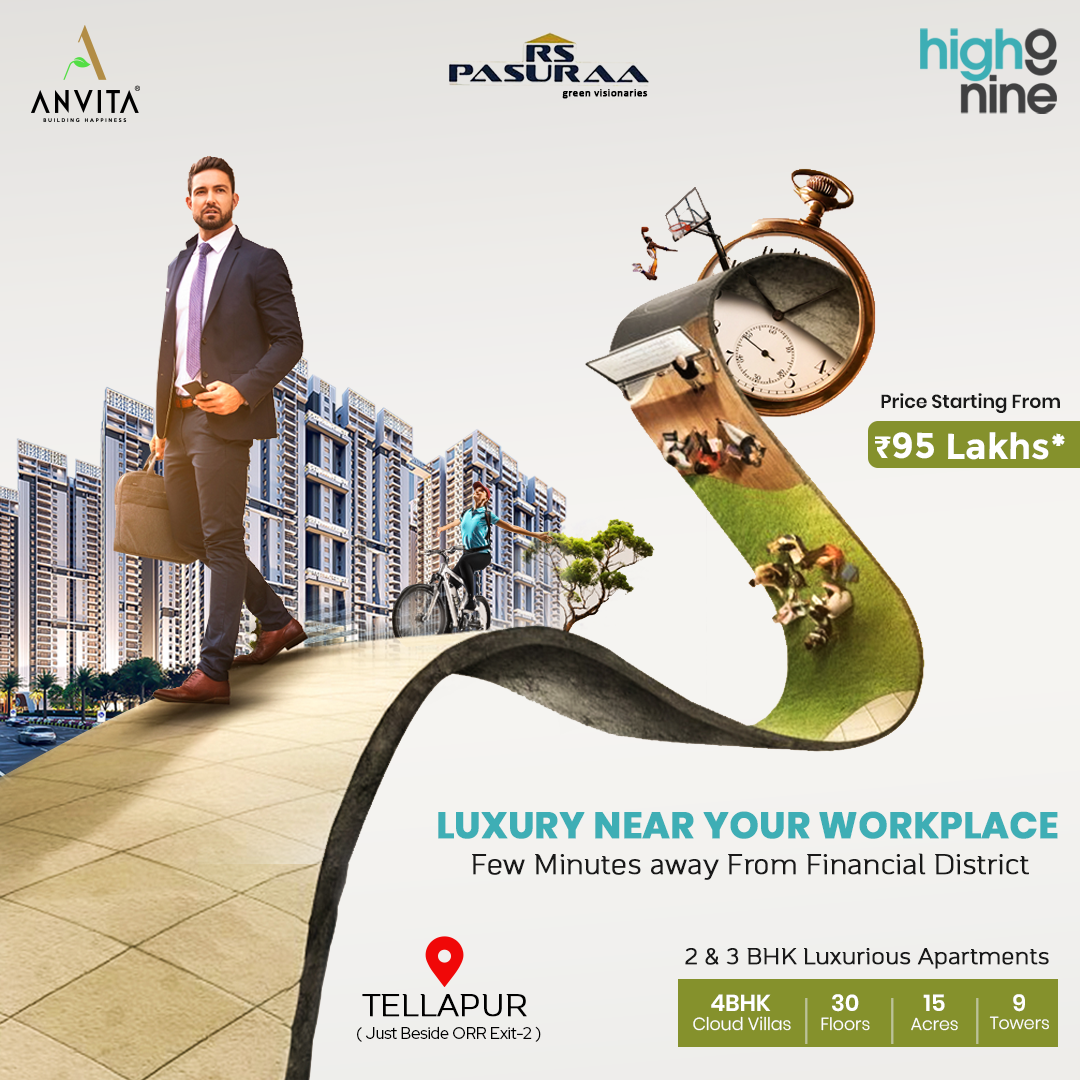 ANVITA®
BUILDING HAPPINESS
RS
PASURAA
green visionaries
high
nine
Price Starting From
₹95 Lakhs*
LUXURY NEAR YOUR WORKPLACE
Few Minutes away From Financial District
TELLAPUR
( Just Beside ORR Exit-2 )
2 & 3 BHK Luxurious Apartments
4BHK
Cloud Villas
30
Floors
15
Acres
9
Towers